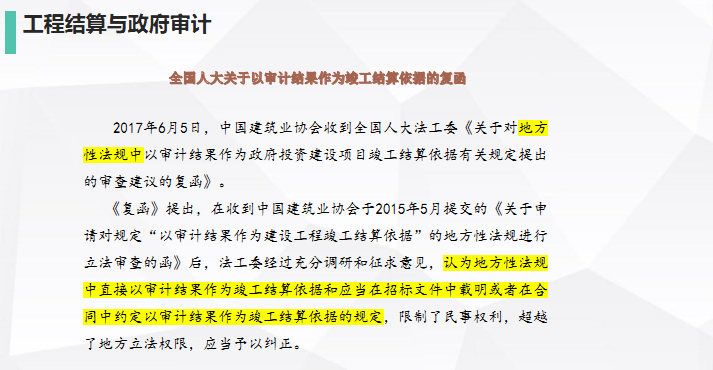 工程结算与政府审计
全国人大关于以审计结果作为竣工结算依据的复函
2017年6月5日，中国建筑业协会收到全国人大法工委《关于对地方
性法规中以审计结果作为政府投资建设项目竣工结算依据有关规定提出
的审查建议的复函》。
《复函》提出，在收到中国建筑业协会于2015年5月提交的《关于申
请对规定“以审计结果作为建设工程竣工结算依据”的地方性法规进行
立法审查的函》后，法工委经过充分调研和征求意见，认为地方性法规
中直接以审计结果作为竣工结算依据和应当在招标文件中载明或者在合
同中约定以审计结果作为竣工结算依据的规定，限制了民事权利，超越
了地方立法权限，应当予以纠正。